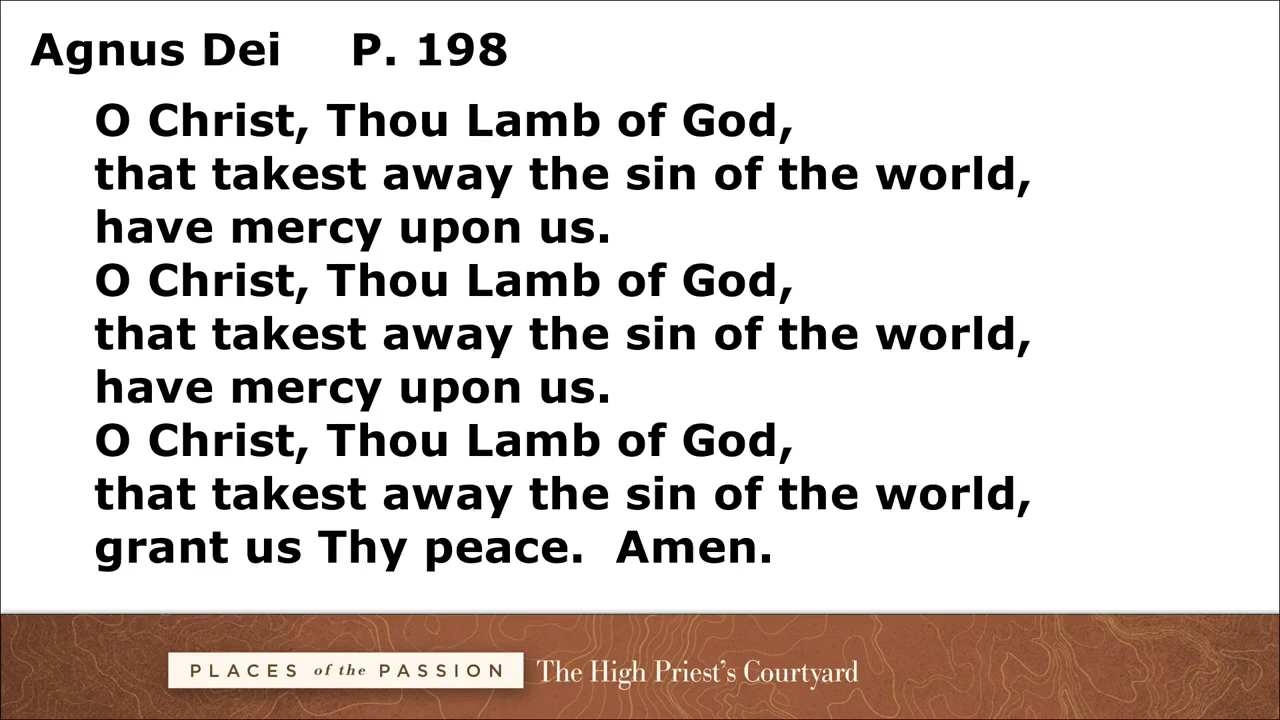 Agnus Dei P. 198
O Christ, Thou Lamb of God,
that takest away the sin of the world,
have mercy upon us.
O Christ, Thou Lamb of God,
that takest away the sin of the world,
have mercy upon us.
O Christ, Thou Lamb of God,
that takest away the sin of the world,
grant us Thy peace. Amen.
PLACES of the PASSION The High Priest's Courtyard